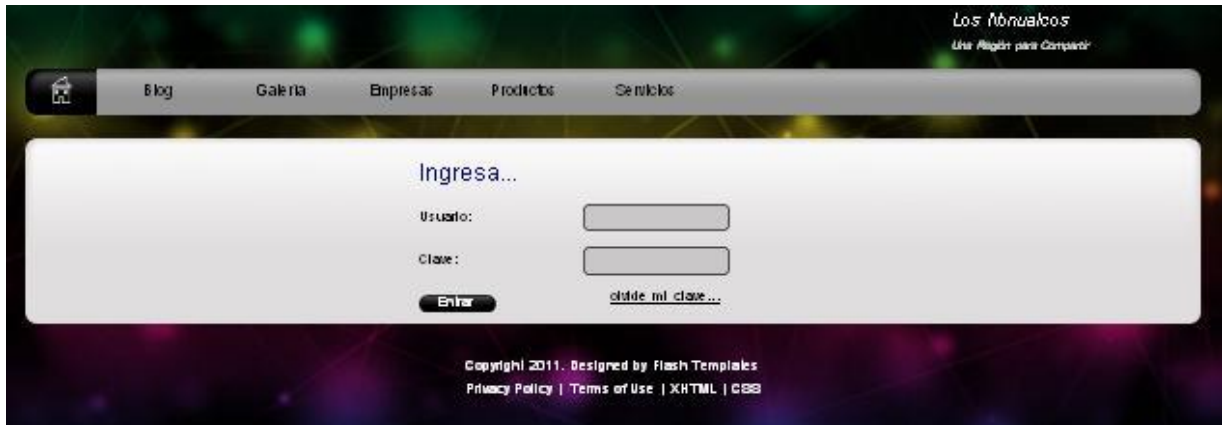 Los Nonualcos
Una Región para Compartir
Blog Galeria Empresas Productos Servicios
Ingresa...
Usuario:
Clave:
Entrar olvide mi clave...
Copyright 2011. Designed by Flash Templates
Privacy Policy | Terms of Use | XHTML | CSS